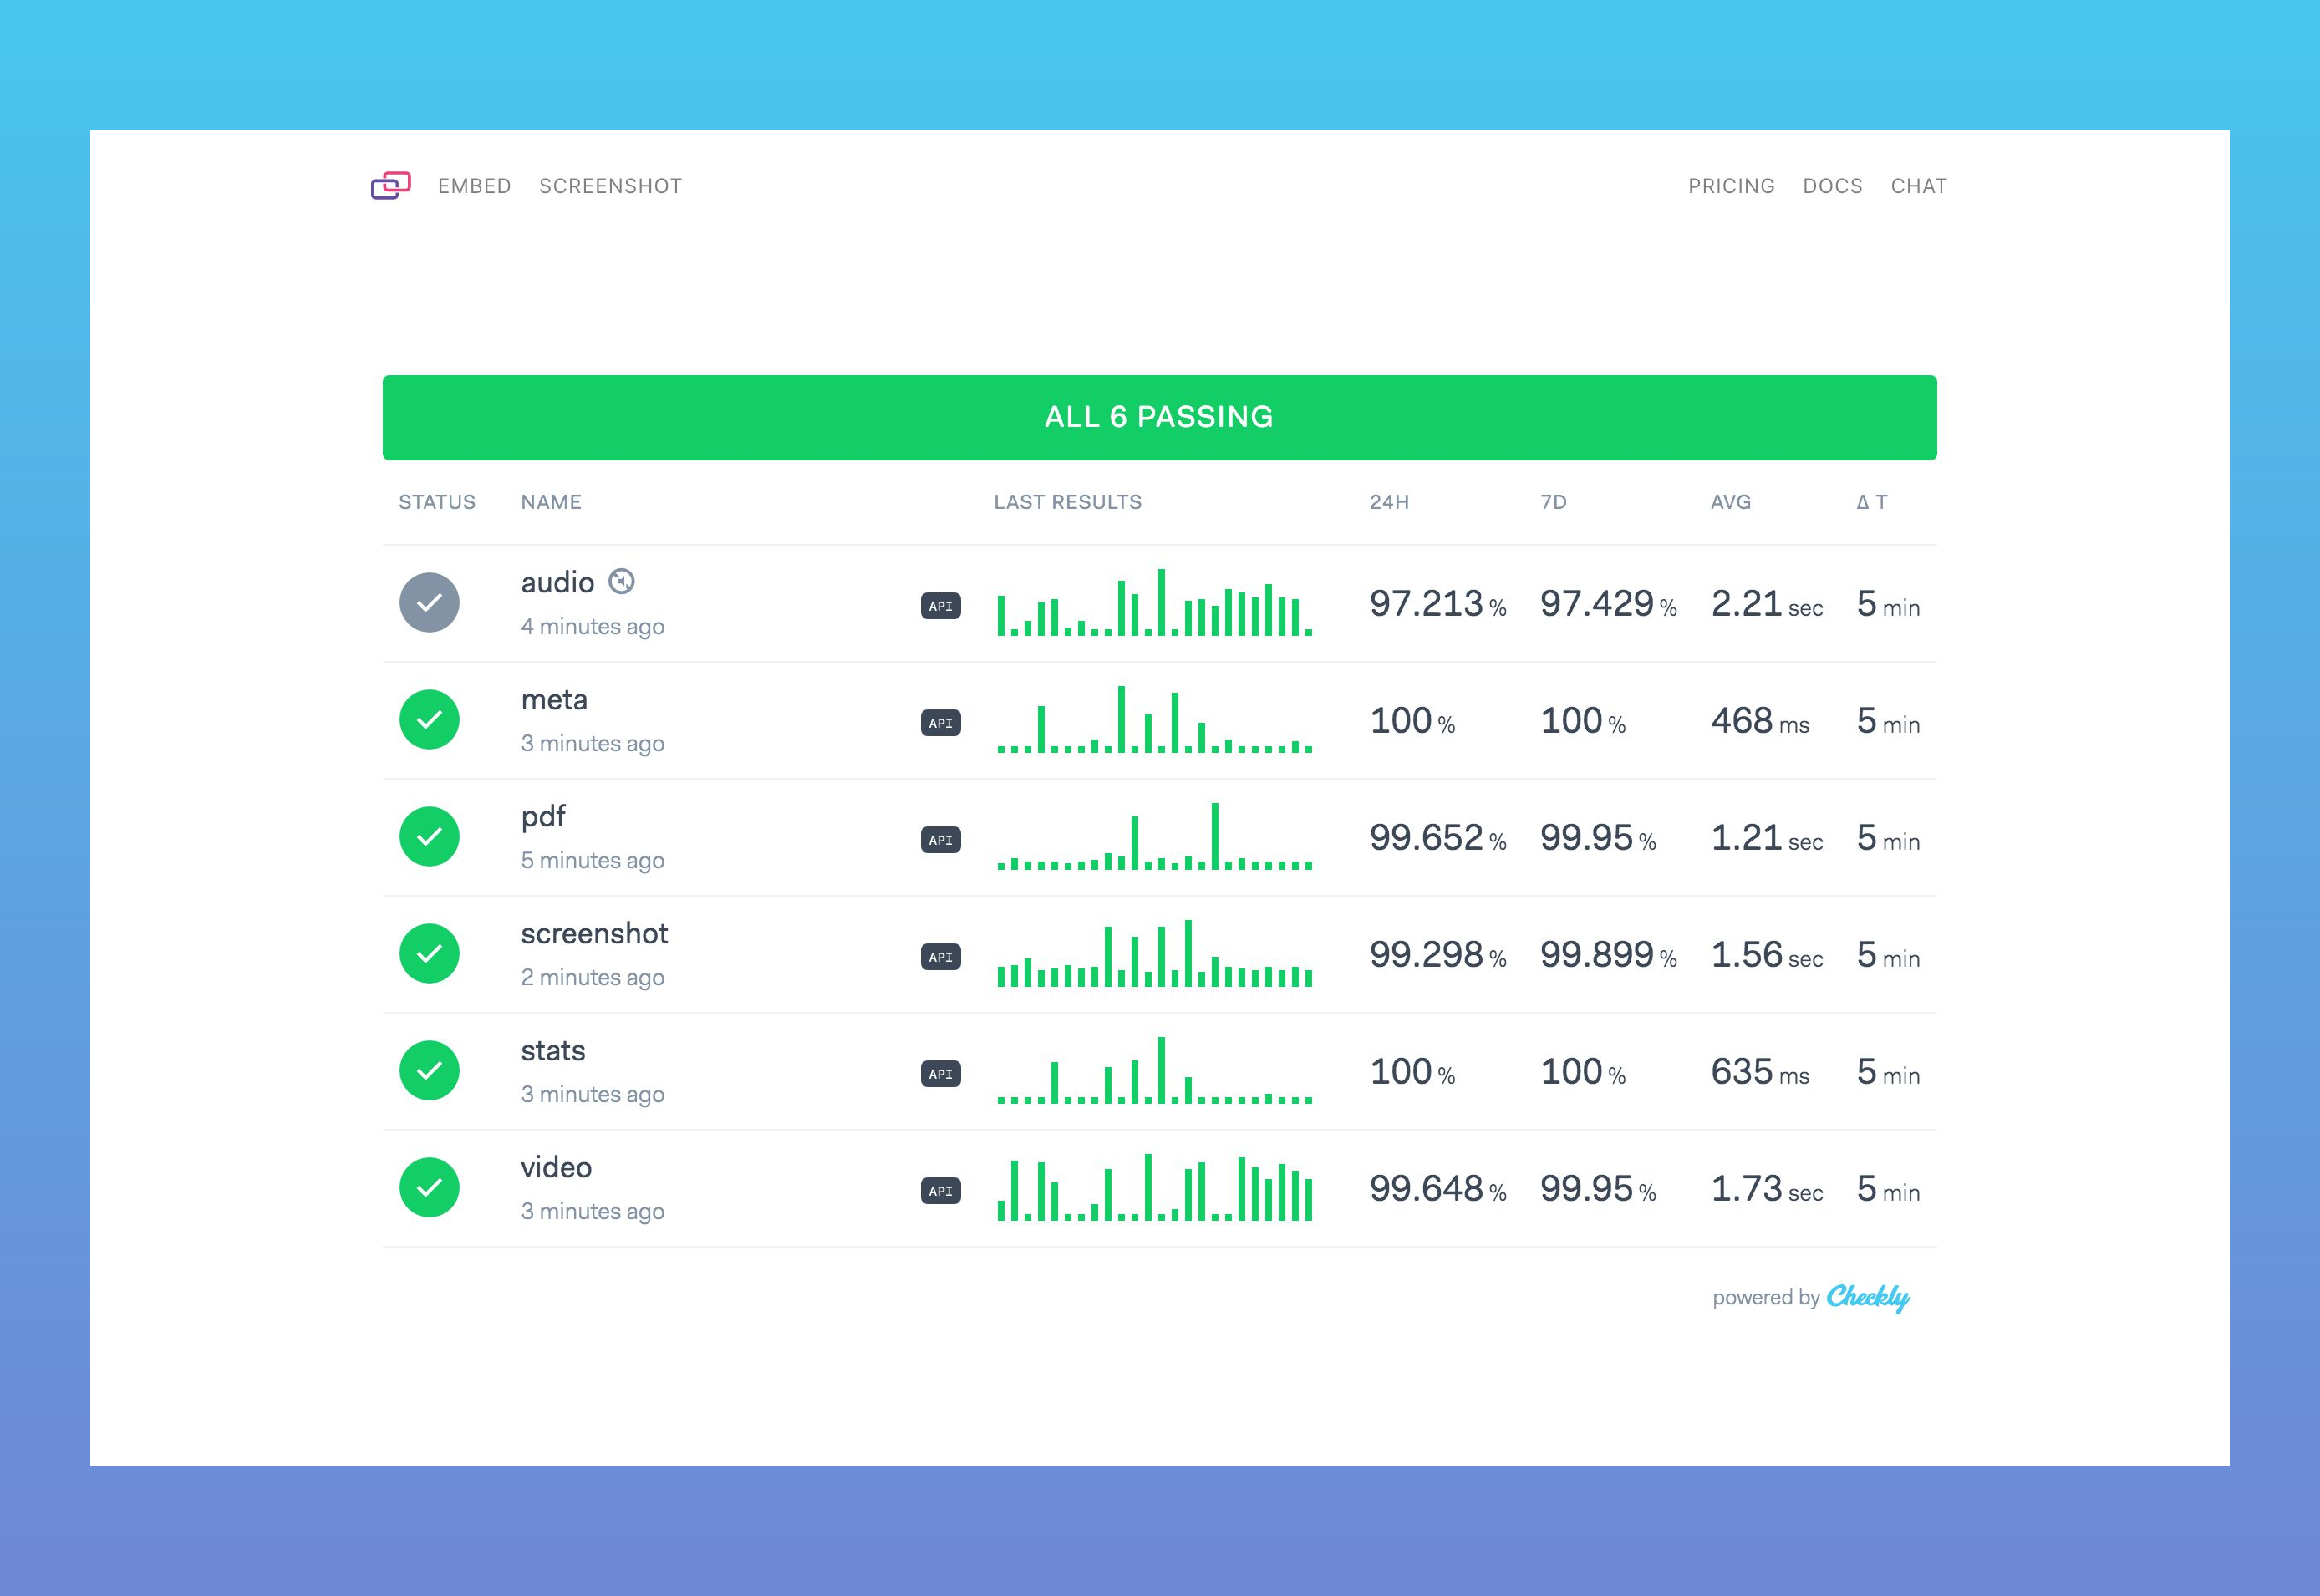 EMBED SCREENSHOT PRICING DOCS CHAT
ALL 6 PASSING
STATUS NAME LAST RESULTS 24H 7D AVG Δ T
audio
4 minutes ago
API 97.213 % 97.429 % 2.21 sec 5 min
meta
3 minutes ago
API 100 % 100 % 468 ms 5 min
pdf
5 minutes ago
API 99.652 % 99.95 % 1.21 sec 5 min
screenshot
2 minutes ago
API 99.298 % 99.899 % 1.56 sec 5 min
stats
3 minutes ago
API 100 % 100 % 635 ms 5 min
video
3 minutes ago
API 99.648 % 99.95 % 1.73 sec 5 min
powered by Checkly